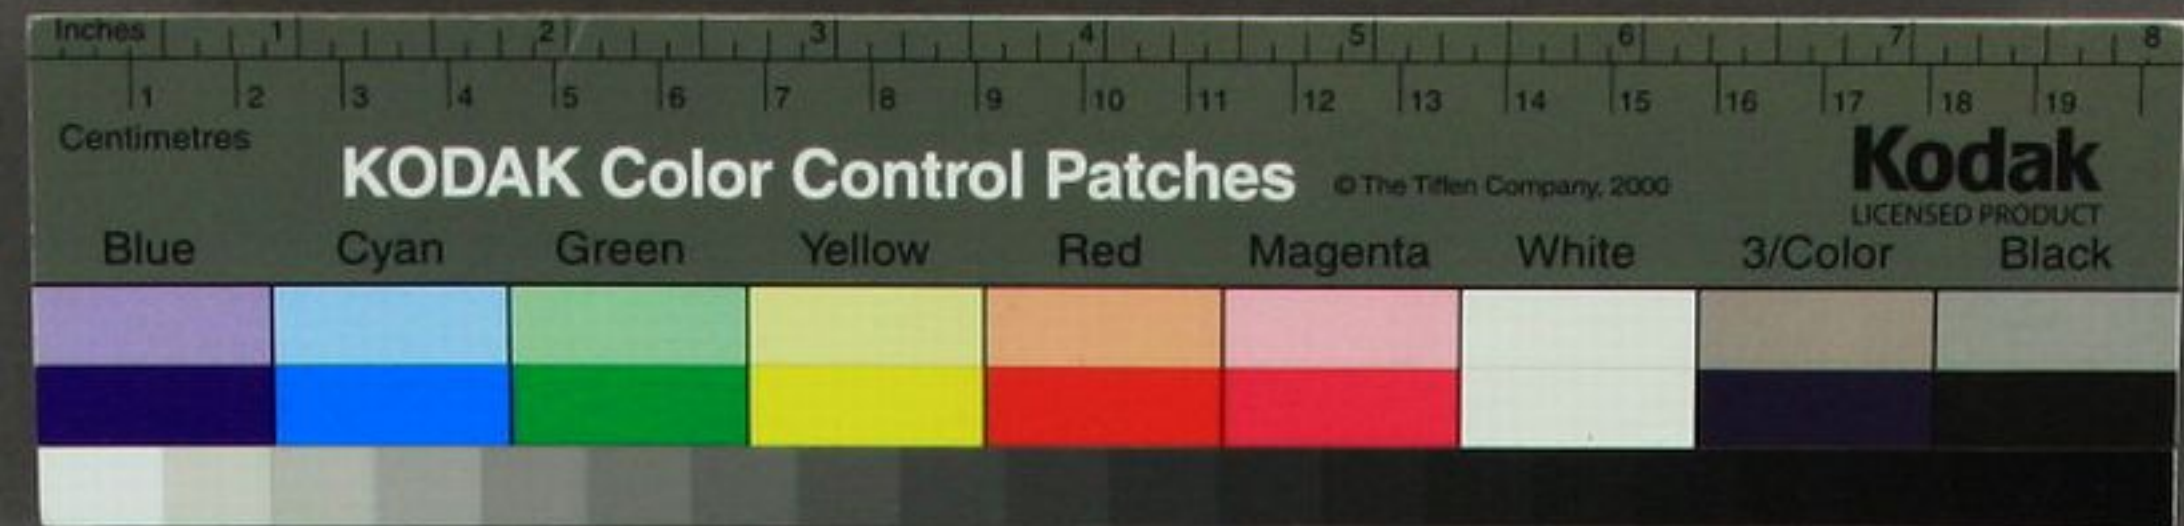 Inches 1 2 3 4 5 6 7 8
1 2 3 4 5 6 7 8 9 10 11 12 13 14 15 16 17 18 19
Centimetres
KODAK Color Control Patches © The Tiffen Company, 2000 Kodak
LICENSED PRODUCT
Blue Cyan Green Yellow Red Magenta White 3/Color Black